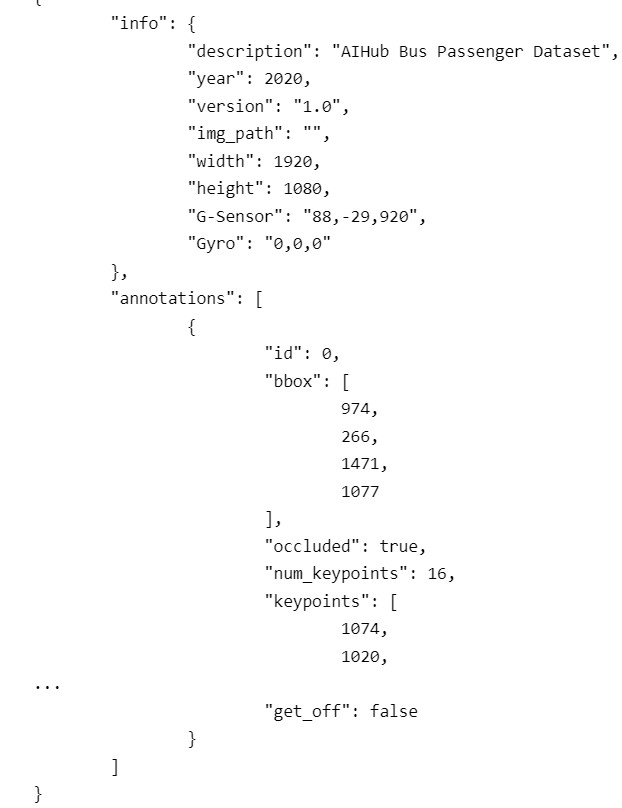 {
"info": {
"description": "AIHub Bus Passenger Dataset",
"year": 2020,
"version": "1.0",
"img_path": "",
"width": 1920,
"height": 1080,
"G-Sensor": "88,-29,920",
"Gyro": "0,0,0"
},
"annotations": [
{
"id": 0,
"bbox": [
974,
266,
1471,
1077
],
"occluded": true,
"num_keypoints": 16,
"keypoints": [
1074,
1020,
...
"get_off": false
}
]
}